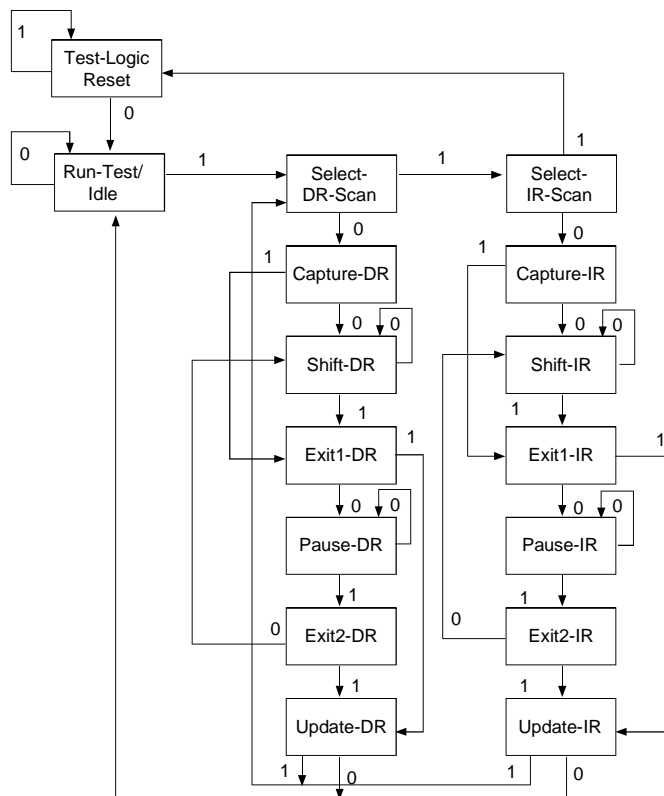 1
Test-Logic
Reset
0
1
0
Run-Test/
Idle
1
Select-
DR-Scan
1
Select-
IR-Scan
0
0
1
Capture-DR
1
Capture-IR
0
0
0
0
Shift-DR
Shift-IR
1
1
1
1
Exit1-DR
Exit1-IR
0
0
0
0
Pause-DR
Pause-IR
1
1
0
Exit2-DR
0
Exit2-IR
1
1
Update-DR
Update-IR
1
0
1
0